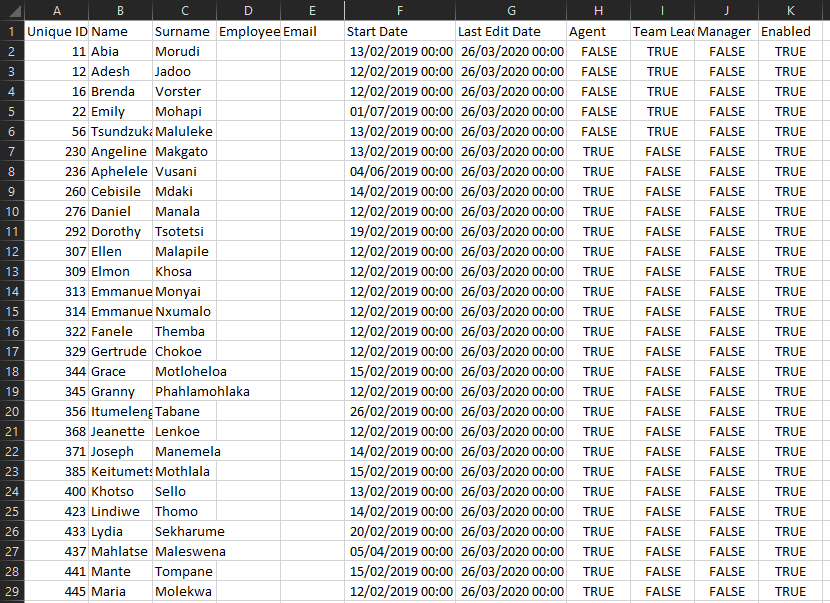 A B C D E F G H I J K
1 Unique ID Name Surname Employee Email Start Date Last Edit Date Agent Team Lead Manager Enabled
2 11 Abia Morudi 13/02/2019 00:00 26/03/2020 00:00 FALSE TRUE FALSE TRUE
3 12 Adesh Jadoo 12/02/2019 00:00 26/03/2020 00:00 FALSE TRUE FALSE TRUE
4 16 Brenda Vorster 12/02/2019 00:00 26/03/2020 00:00 FALSE TRUE FALSE TRUE
5 22 Emily Mohapi 01/07/2019 00:00 26/03/2020 00:00 FALSE TRUE FALSE TRUE
6 56 Tsundzuka Maluleke 13/02/2019 00:00 26/03/2020 00:00 FALSE TRUE FALSE TRUE
7 230 Angeline Makgato 13/02/2019 00:00 26/03/2020 00:00 TRUE FALSE FALSE TRUE
8 236 Aphelele Vusani 04/06/2019 00:00 26/03/2020 00:00 TRUE FALSE FALSE TRUE
9 260 Cebisile Mdaki 14/02/2019 00:00 26/03/2020 00:00 TRUE FALSE FALSE TRUE
10 276 Daniel Manala 12/02/2019 00:00 26/03/2020 00:00 TRUE FALSE FALSE TRUE
11 292 Dorothy Tsotetsi 19/02/2019 00:00 26/03/2020 00:00 TRUE FALSE FALSE TRUE
12 307 Ellen Malapile 12/02/2019 00:00 26/03/2020 00:00 TRUE FALSE FALSE TRUE
13 309 Elmon Khosa 12/02/2019 00:00 26/03/2020 00:00 TRUE FALSE FALSE TRUE
14 313 Emmanue Monyai 12/02/2019 00:00 26/03/2020 00:00 TRUE FALSE FALSE TRUE
15 314 Emmanue Nxumalo 12/02/2019 00:00 26/03/2020 00:00 TRUE FALSE FALSE TRUE
16 322 Fanele Themba 12/02/2019 00:00 26/03/2020 00:00 TRUE FALSE FALSE TRUE
17 329 Gertrude Chokoe 12/02/2019 00:00 26/03/2020 00:00 TRUE FALSE FALSE TRUE
18 344 Grace Motloheloa 15/02/2019 00:00 26/03/2020 00:00 TRUE FALSE FALSE TRUE
19 345 Granny Phahlamohlaka 12/02/2019 00:00 26/03/2020 00:00 TRUE FALSE FALSE TRUE
20 356 Itumeleng Tabane 26/02/2019 00:00 26/03/2020 00:00 TRUE FALSE FALSE TRUE
21 368 Jeanette Lenkoe 12/02/2019 00:00 26/03/2020 00:00 TRUE FALSE FALSE TRUE
22 371 Joseph Manemela 14/02/2019 00:00 26/03/2020 00:00 TRUE FALSE FALSE TRUE
23 385 Keitumets Mothlala 15/02/2019 00:00 26/03/2020 00:00 TRUE FALSE FALSE TRUE
24 400 Khotso Sello 13/02/2019 00:00 26/03/2020 00:00 TRUE FALSE FALSE TRUE
25 423 Lindiwe Thomo 14/02/2019 00:00 26/03/2020 00:00 TRUE FALSE FALSE TRUE
26 433 Lydia Sekharume 20/02/2019 00:00 26/03/2020 00:00 TRUE FALSE FALSE TRUE
27 437 Mahlatse Maleswena 05/04/2019 00:00 26/03/2020 00:00 TRUE FALSE FALSE TRUE
28 441 Mante Tompane 15/02/2019 00:00 26/03/2020 00:00 TRUE FALSE FALSE TRUE
29 445 Maria Molekwa 12/02/2019 00:00 26/03/2020 00:00 TRUE FALSE FALSE TRUE